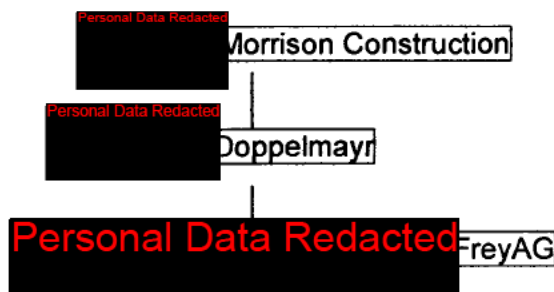 Personal Data Redacted
Morrison Construction
Personal Data Redacted
Doppelmayr
Personal Data Redacted
FreyAG